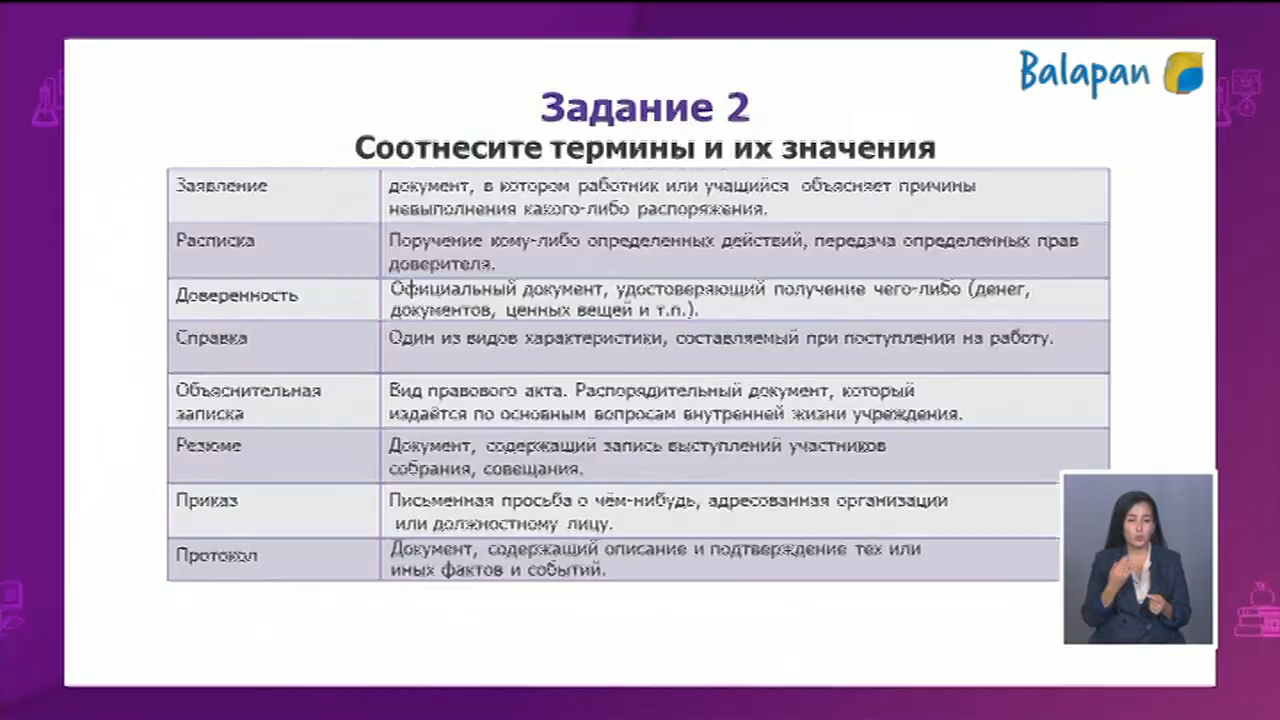 Balapan
Задание 2
Соотнесите термины и их значения
Заявление
документ, в котором работник или учащийся объясняет причины
невыполнения какого-либо распоряжения.
Расписка
Поручение кому-либо определенных действий, передача определенных прав
доверителя.
Доверенность
Официальный документ, удостоверяющий получение чего-либо (денег,
документов, ценных вещей и т.п.).
Справка
Один из видов характеристики, составляемый при поступлении на работу.
Объяснительная
записка
Вид правового акта. Распорядительный документ, который
издаётся по основным вопросам внутренней жизни учреждения.
Резюме
Документ, содержащий запись выступлений участников
собрания, совещания.
Приказ
Письменная просьба о чём-нибудь, адресованная организации
или должностному лицу.
Протокол
Документ, содержащий описание и подтверждение тех или
иных фактов и событий.